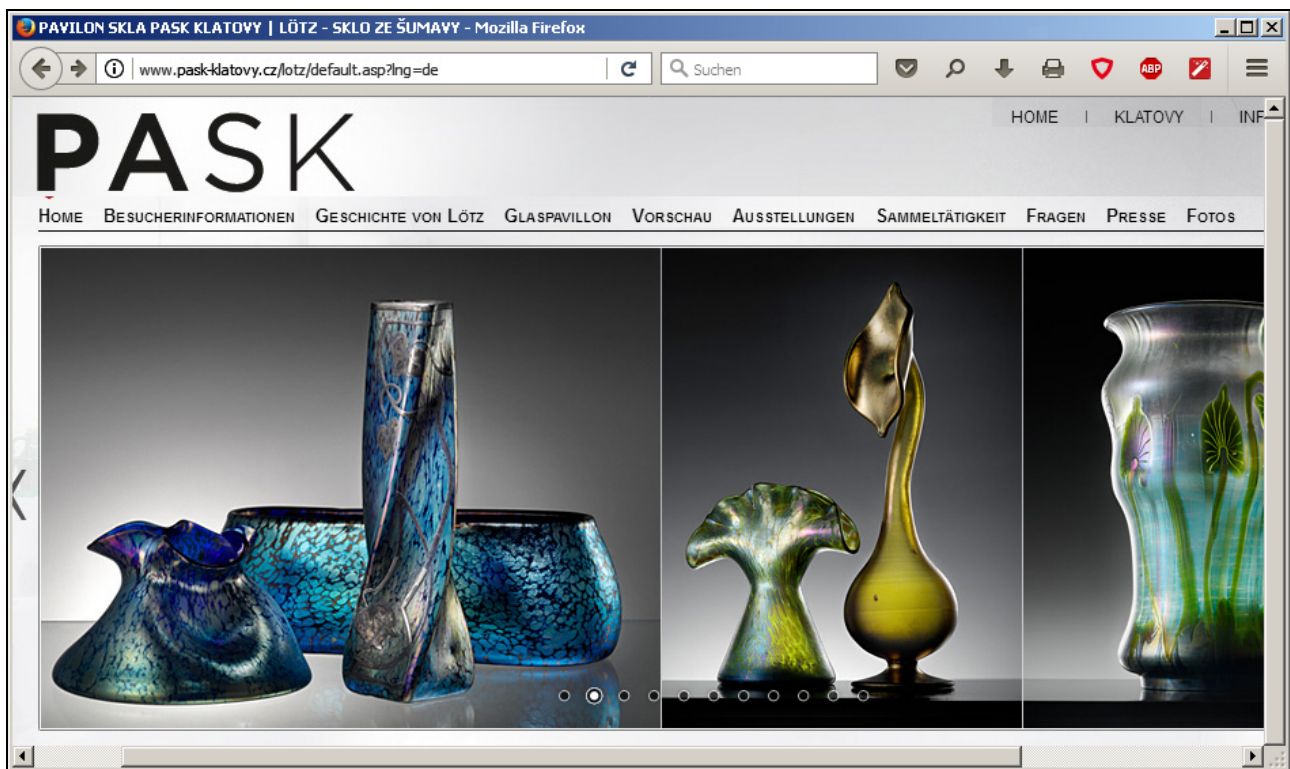 PAVILON SKLA PASK KLATOVY | LÖTZ - SKLO ZE ŠUMAVY - Mozilla Firefox
www.pask-klatovy.cz/lotz/default.asp?lng=de
Suchen
ABP
HOME | KLATOVY | INF
PASK
HOME BESUCHERINFORMATIONEN GESCHICHTE VON LÖTZ GLASPAVILLON VORSCHAU AUSSTELLUNGEN SAMMELTÄTIGKEIT FRAGEN PRESSE FOTOS